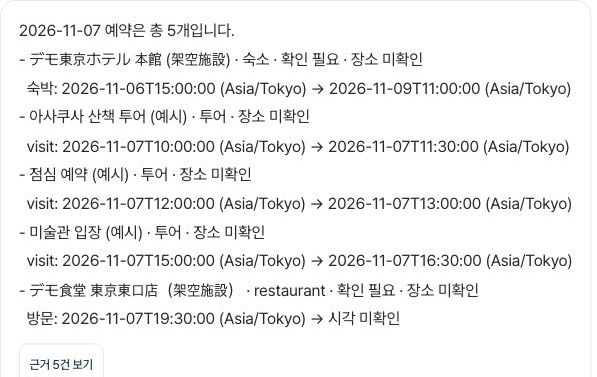 2026-11-07 예약은 총 5개입니다.
- デモ東京ホテル 本館 (架空施設) · 숙소 · 확인 필요 · 장소 미확인
숙박: 2026-11-06T15:00:00 (Asia/Tokyo) → 2026-11-09T11:00:00 (Asia/Tokyo)
- 아사쿠사 산책 투어 (예시) · 투어 · 장소 미확인
visit: 2026-11-07T10:00:00 (Asia/Tokyo) → 2026-11-07T11:30:00 (Asia/Tokyo)
- 점심 예약 (예시) · 투어 · 장소 미확인
visit: 2026-11-07T12:00:00 (Asia/Tokyo) → 2026-11-07T13:00:00 (Asia/Tokyo)
- 미술관 입장 (예시) · 투어 · 장소 미확인
visit: 2026-11-07T15:00:00 (Asia/Tokyo) → 2026-11-07T16:30:00 (Asia/Tokyo)
- デモ食堂 東京東口店（架空施設） · restaurant · 확인 필요 · 장소 미확인
방문: 2026-11-07T19:30:00 (Asia/Tokyo) → 시각 미확인
근거 5건 보기